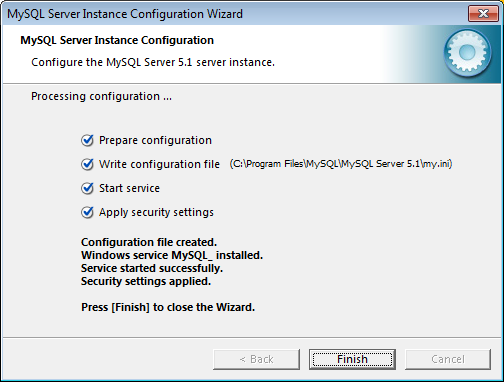 MySQL Server Instance Configuration Wizard
MySQL Server Instance Configuration
Configure the MySQL Server 5.1 server instance.
Processing configuration ...
Prepare configuration
Write configuration file (C:\Program Files\MySQL\MySQL Server 5.1\my.ini)
Start service
Apply security settings
Configuration file created.
Windows service MySQL_ installed.
Service started successfully.
Security settings applied.
Press [Finish] to close the Wizard.
< Back Finish Cancel